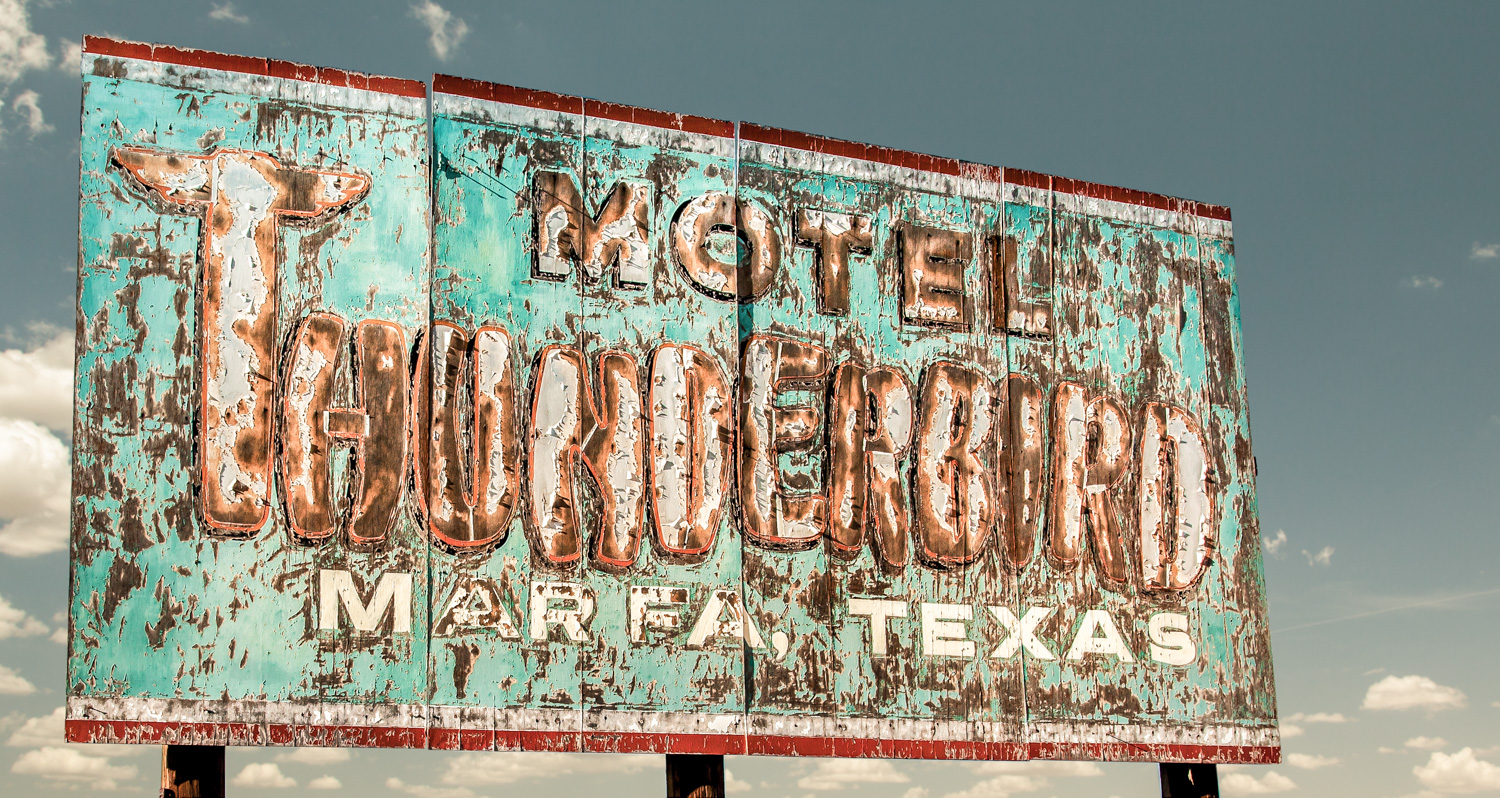 MOTEL
THUNDERBIRD
MARFA, TEXAS